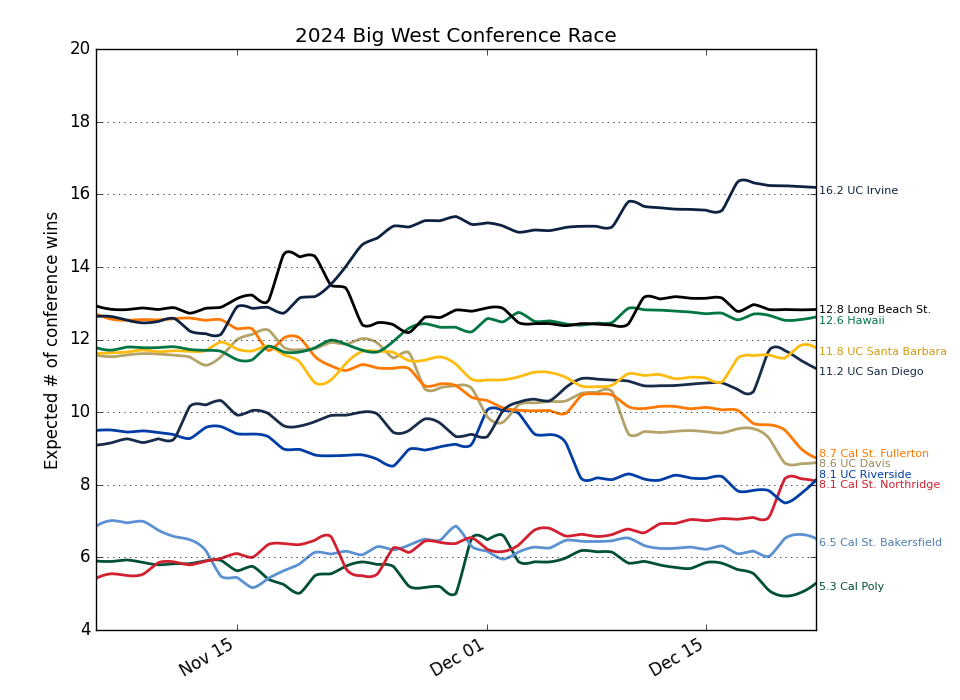 2024 Big West Conference Race
Expected # of conference wins
20
18
16
14
12
10
8
6
4
16.2 UC Irvine
12.8 Long Beach St.
12.6 Hawaii
11.8 UC Santa Barbara
11.2 UC San Diego
8.7 Cal St. Fullerton
8.6 UC Davis
8.1 UC Riverside
8.1 Cal St. Northridge
6.5 Cal St. Bakersfield
5.3 Cal Poly
Nov 15
Dec 01
Dec 15